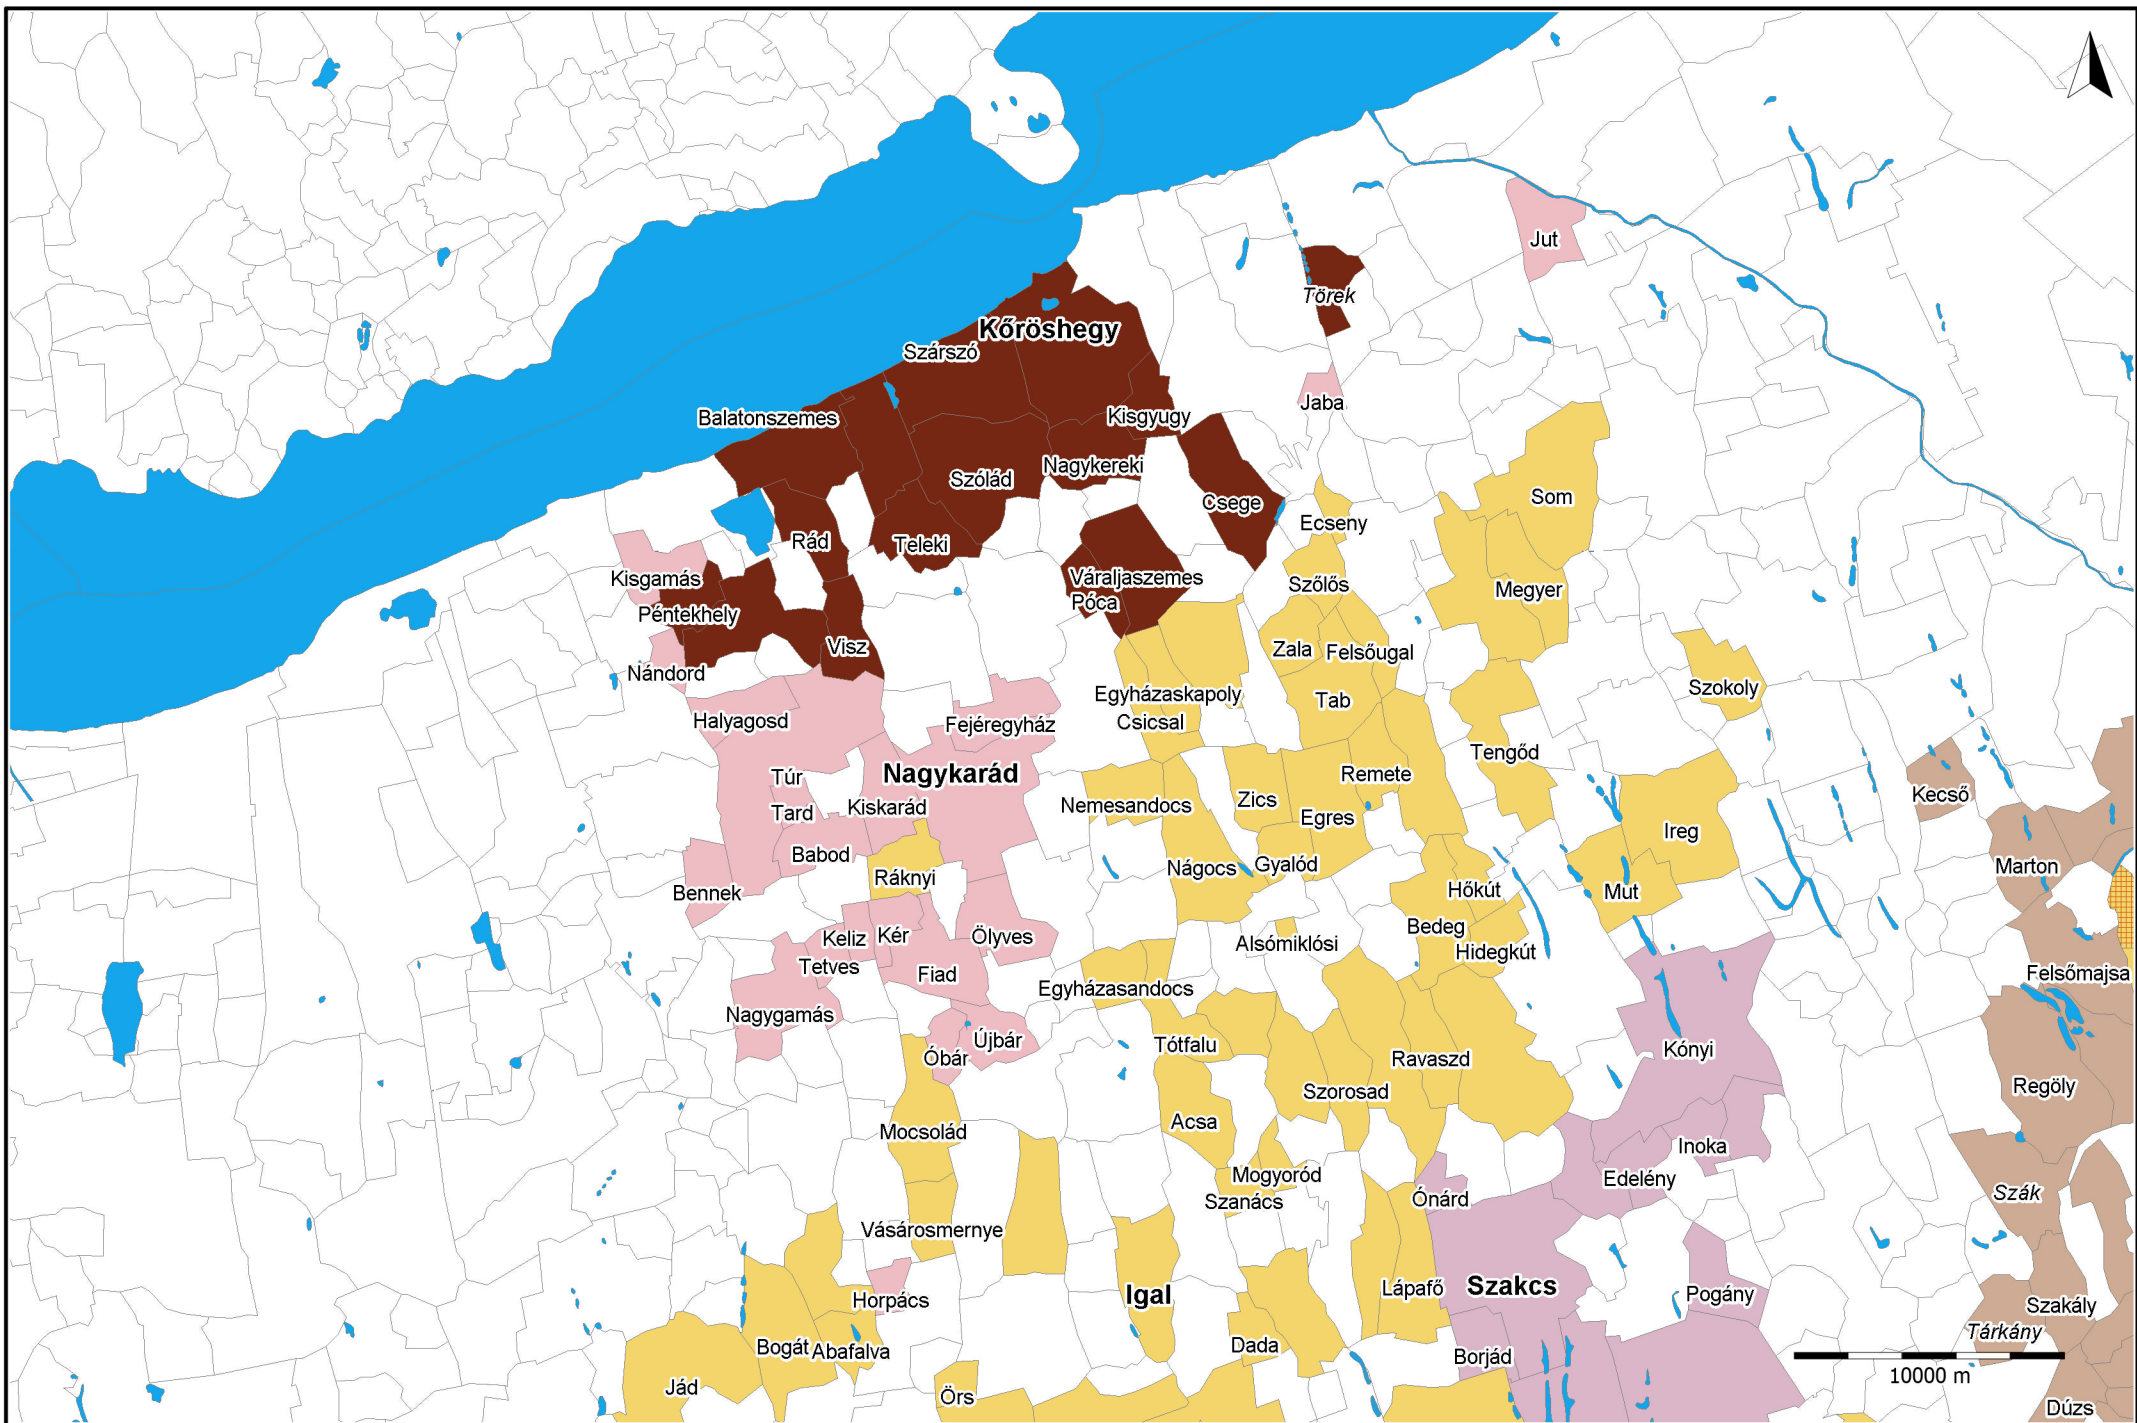 Jut
Törek
Kőröshegy
Szárszó
Jaba
Balatonszemes
Kisgyugy
Nagykereki
Szólád
Som
Csege
Ecseny
Rád
Teleki
Kisgamás
Váraljaszemes
Szőlős
Megyer
Póca
Péntekhely
Visz
Zala
Felsőugal
Nándord
Szokoly
Egyházaskapoly
Tab
Halyagosd
Fejéregyház
Csicsal
Tengőd
Túr
Nagykarád
Remete
Kecső
Nemesandocs
Zics
Kiskarád
Tard
Egres
Ireg
Babod
Nágocs
Gyalód
Marton
Ráknyi
Bennek
Hőkút
Mut
Keliz
Kér
Ölyves
Alsómiklósi
Bedeg
Hidegkút
Tetves
Fiad
Felsőmajsa
Egyházasandocs
Nagygamás
Újbár
Tótfalu
Kónyi
Óbár
Ravaszd
Regöly
Szorosad
Acsa
Mocsolád
Inoka
Mogyoród
Edelény
Szanács
Ónárd
Szák
Vásárosmernye
Igal
Lápafő
Szakcs
Pogány
Horpács
Szakály
Tárkány
Bogát
Abafalva
Dada
Borjád
10000 m
Jád
Örs
Dúzs